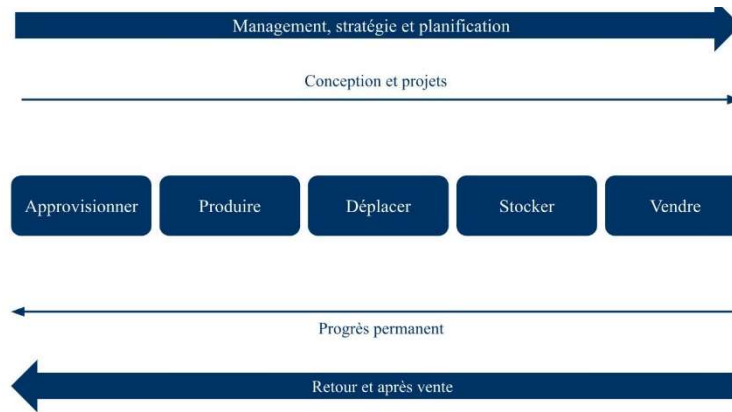 Management, stratégie et planification
Conception et projets
Approvisionner
Produire
Déplacer
Stocker
Vendre
Progrès permanent
Retour et après vente